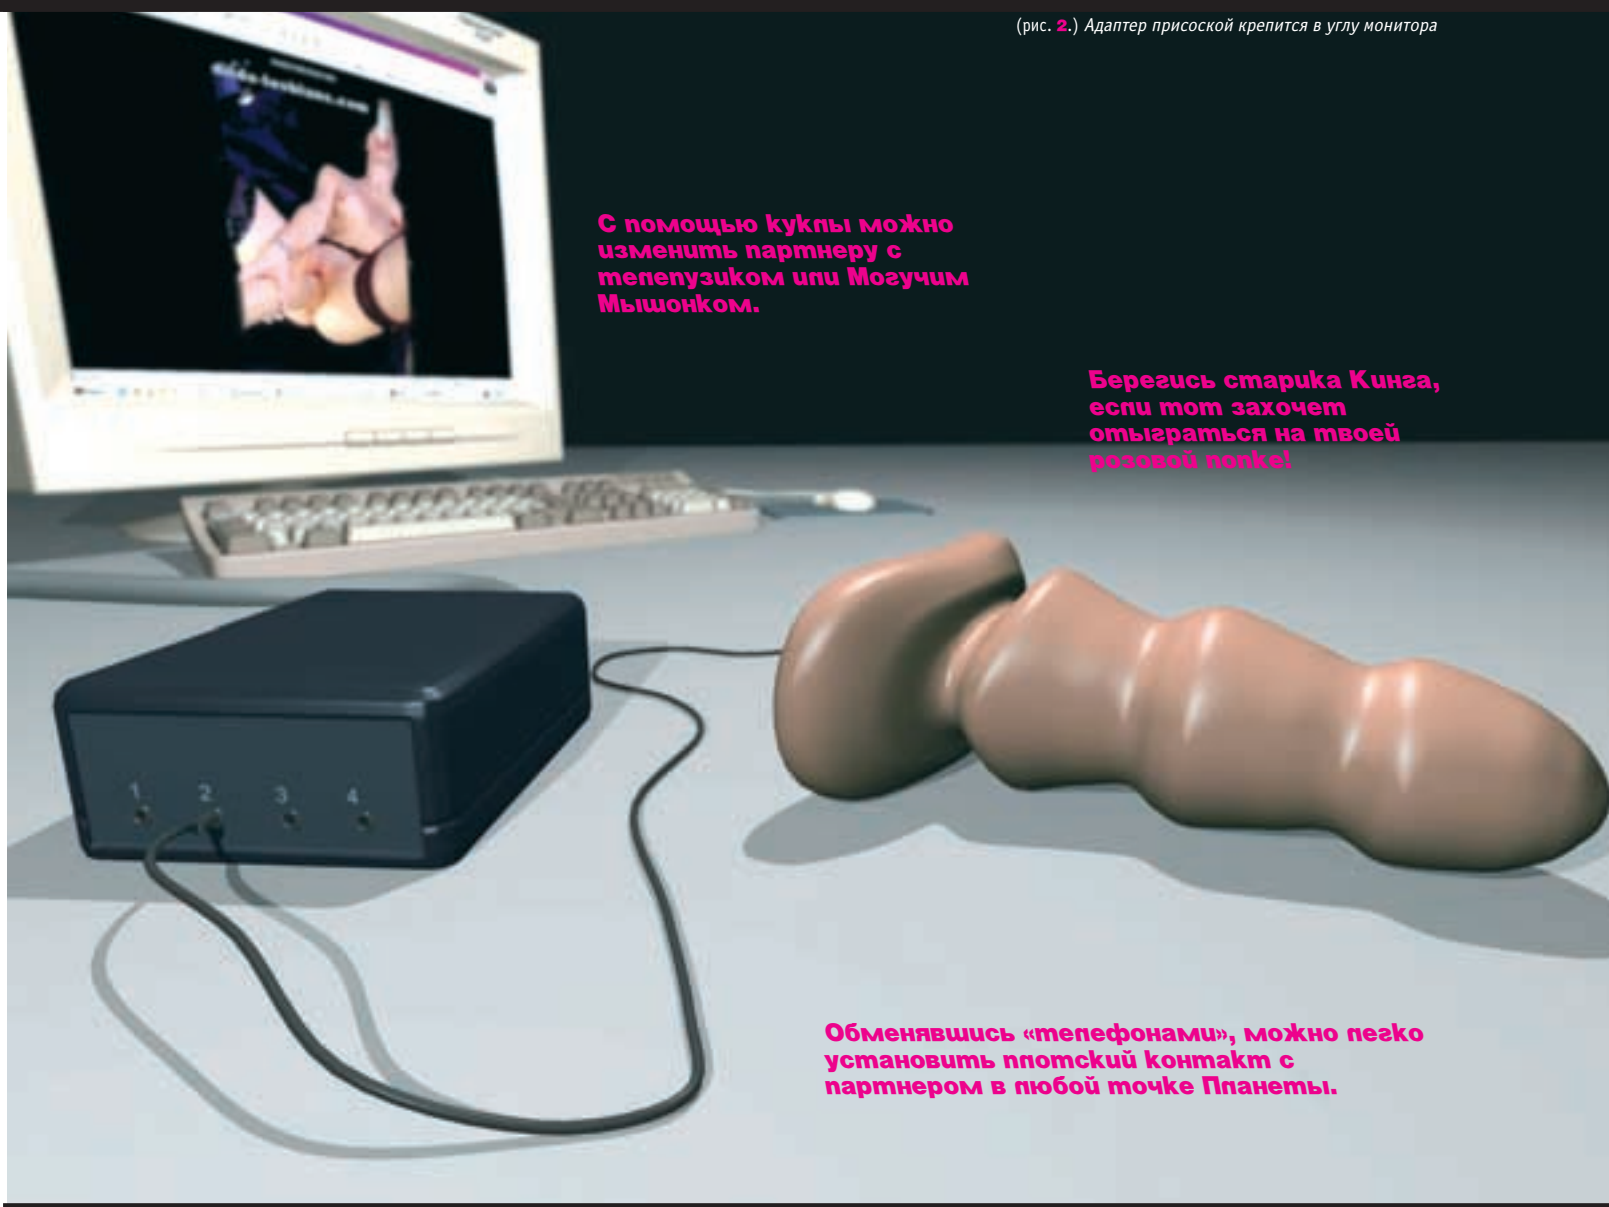 (рис. 2.) Адаптер присоской крепится в углу монитора
С помощью куклы можно
изменить партнеру с
телепузиком или Могучим
Мышонком.
Берегись старика Кинга,
если тот захочет
отыграться на твоей
розовой попке!
1 2 3 4
Обменявшись «телефонами», можно легко
установить плотский контакт с
партнером в любой точке Планеты.